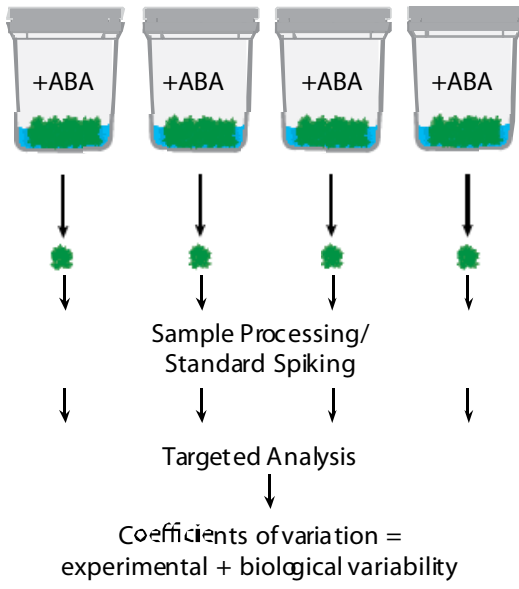 +ABA +ABA +ABA +ABA
Sample Processing/
Standard Spiking
Targeted Analysis
Coefficients of variation =
experimental + biological variability